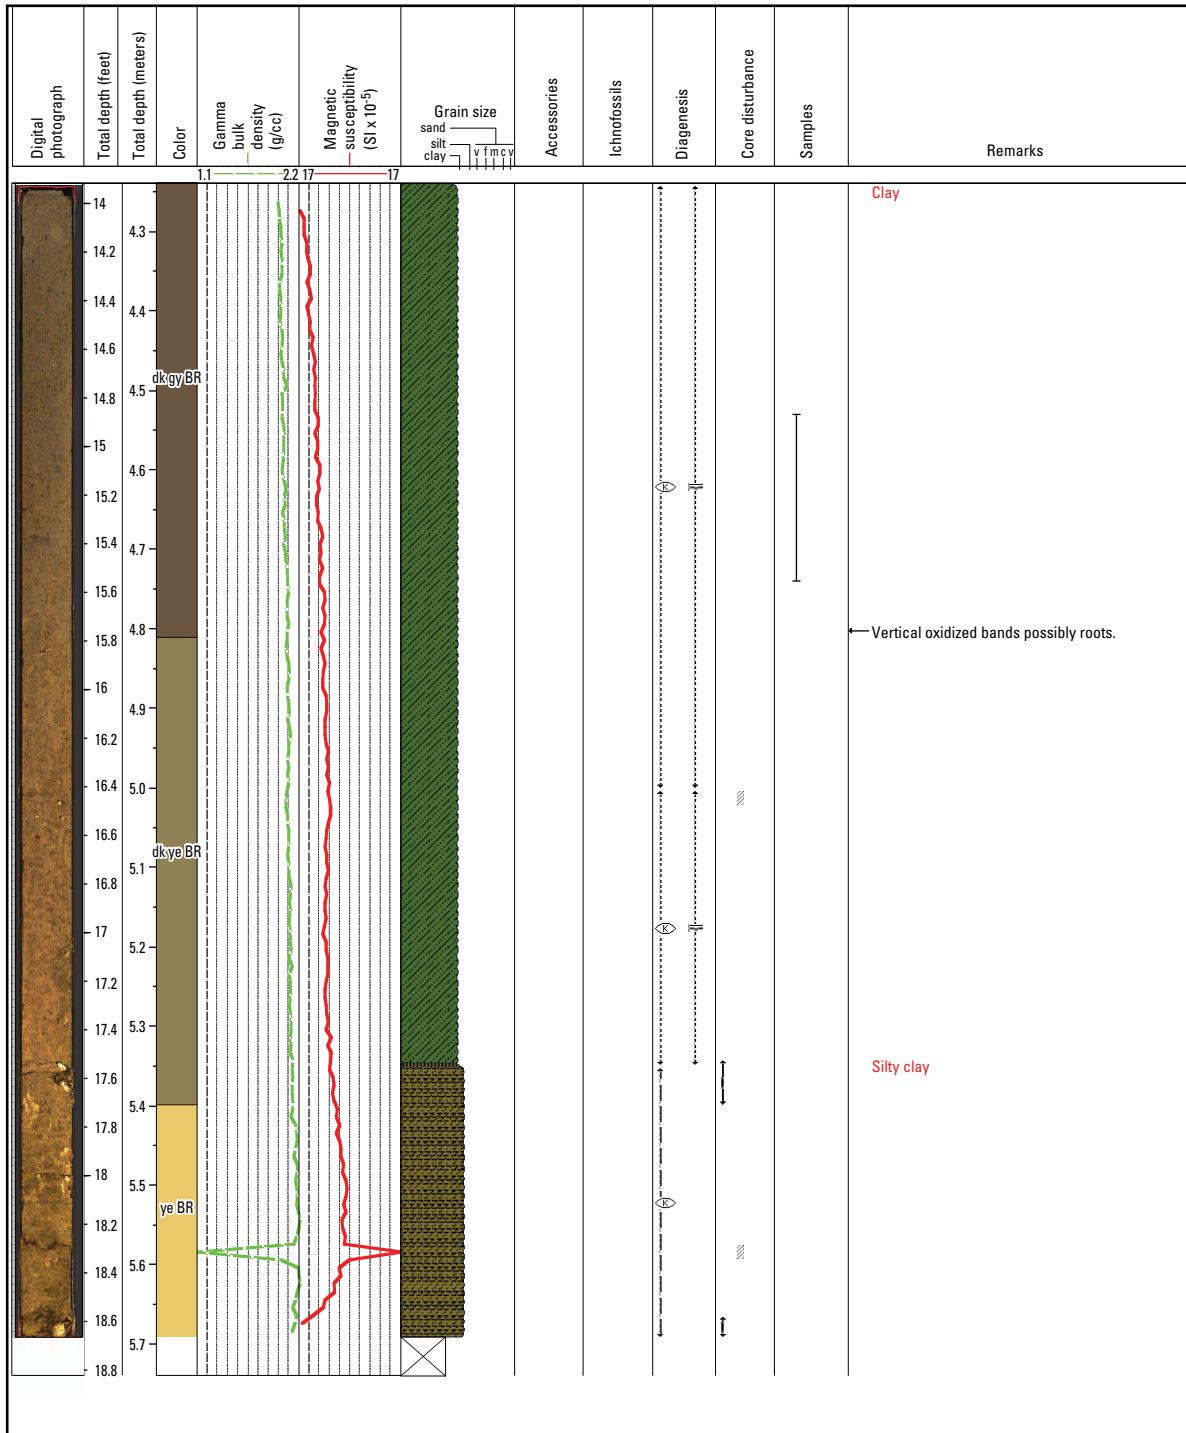 Digital photograph
Total depth (feet)
Total depth (meters)
Color
Gamma bulk density (g/cc)
Magnetic susceptibility (SI x 10-5)
Grain size
sand
silt
clay
v f m c v
Accessories
Ichnofossils
Diagenesis
Core disturbance
Samples
Remarks
1.1
2.2
17
17
14
14.2
14.4
14.6
14.8
15
15.2
15.4
15.6
15.8
16
16.2
16.4
16.6
16.8
17
17.2
17.4
17.6
17.8
18
18.2
18.4
18.6
18.8
4.3
4.4
4.5
4.6
4.7
4.8
4.9
5.0
5.1
5.2
5.3
5.4
5.5
5.6
5.7
dk gy BR
dk ye BR
ye BR
K
K
K
Clay
Vertical oxidized bands possibly roots.
Silty clay